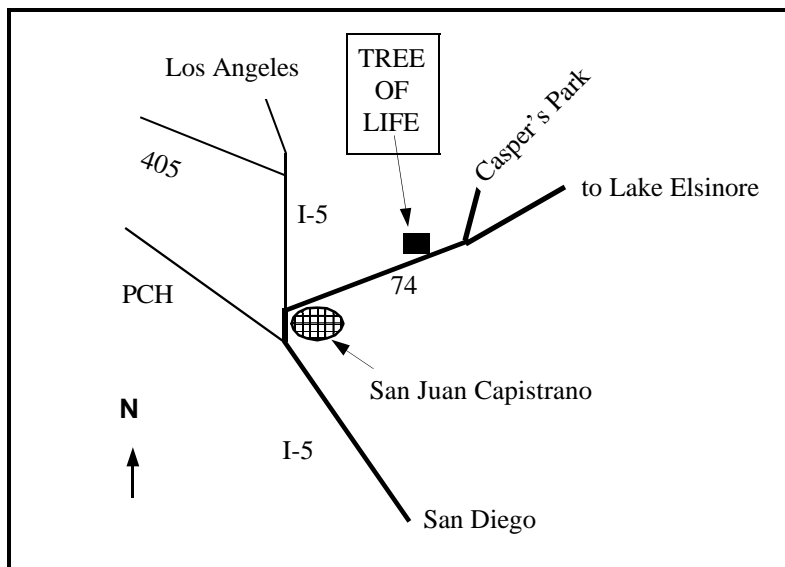 Los Angeles
TREE
OF
LIFE
Casper's Park
405
to Lake Elsinore
I-5
74
PCH
San Juan Capistrano
N
I-5
San Diego